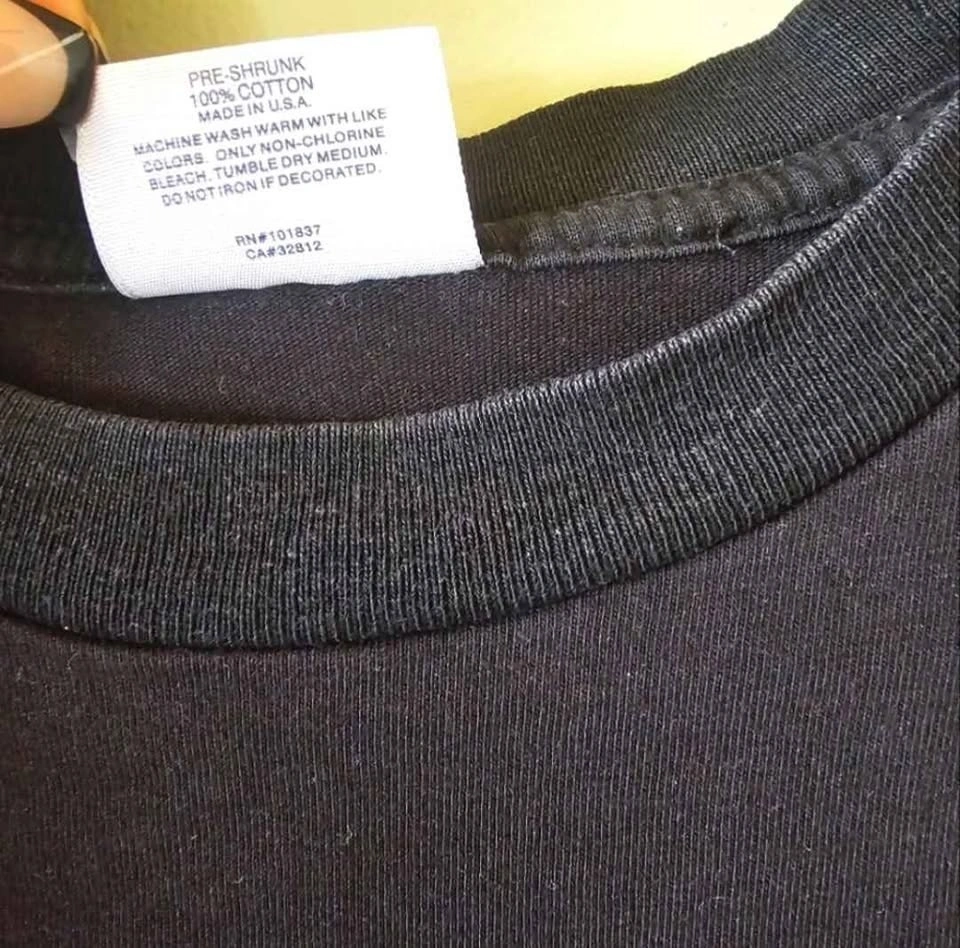 PRE-SHRUNK
100% COTTON
MADE IN U.S.A.
MACHINE WASH WARM WITH LIKE
COLORS. ONLY NON-CHLORINE
BLEACH. TUMBLE DRY MEDIUM.
DO NOT IRON IF DECORATED.
RN#101837
CA#32812